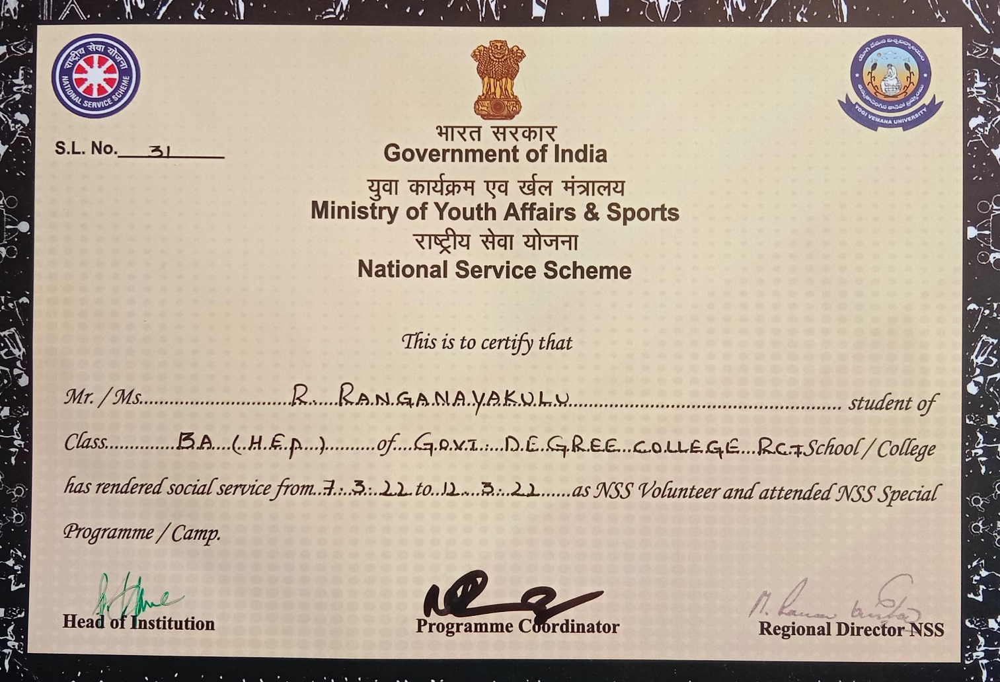 राष्ट्रीय सेवा योजना
NATIONAL SERVICE SCHEME
YOGI VEMANA UNIVERSITY
S.L. No. 31
भारत सरकार
Government of India
युवा कार्यक्रम एव र्खल मंत्रालय
Ministry of Youth Affairs & Sports
राष्ट्रीय सेवा योजना
National Service Scheme
This is to certify that
Mr. / Ms. R. RANGANAYAKULU student of
Class BA (H.E.P) of GOVT. DEGREE COLLEGE RCT School / College
has rendered social service from 7.3.22 to 12.3.22 as NSS Volunteer and attended NSS Special
Programme / Camp.
Head of Institution Programme Coordinator Regional Director NSS